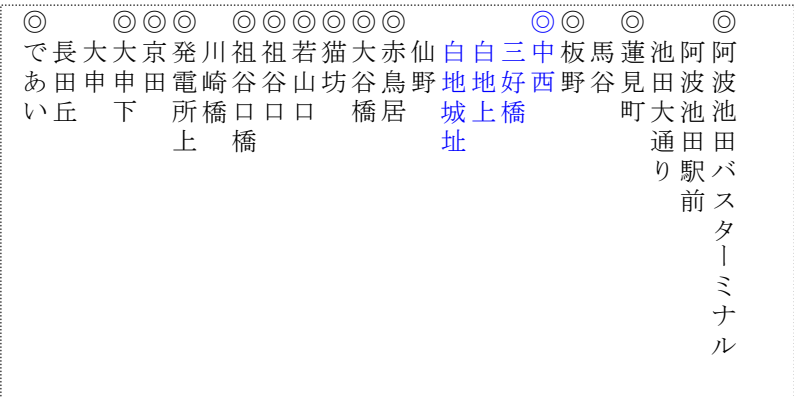 ◎阿波池田バスターミナル
阿波池田駅前
池田大通り
◎蓮見町
馬谷
◎板野
◎中西
三好橋
白地上
白地城址
仙野
◎赤鳥居
◎大谷橋
◎猫坊
◎若山口
◎祖谷口
◎祖谷口橋
川崎橋
◎発電所上
◎京田
◎大申下
大申
長田丘
◎であい